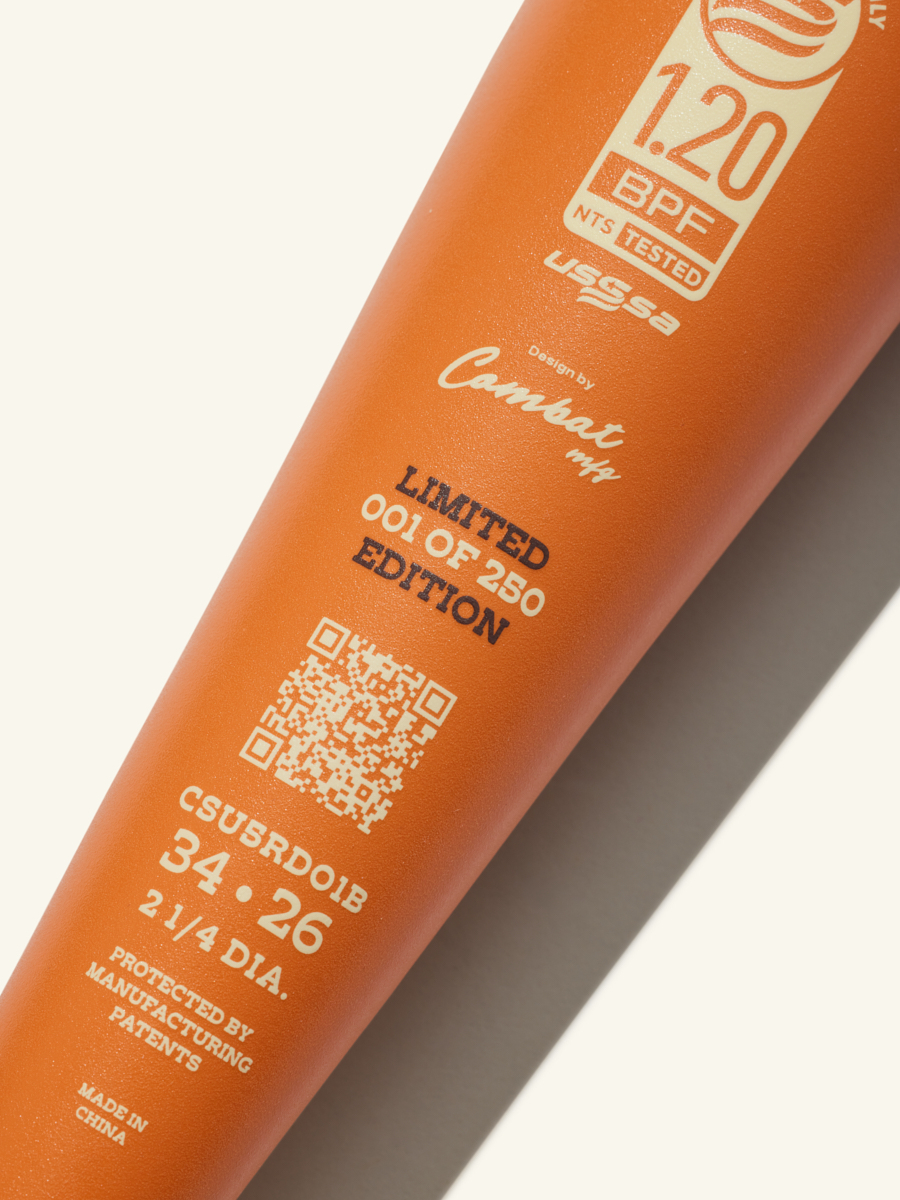 1.20
BPF
NTS TESTED
USSSA
Design by
Combat
mfg
LIMITED
001 OF 250
EDITION
CSU5RD01B
34 • 26
2 1/4 DIA.
PROTECTED BY
MANUFACTURING
PATENTS
MADE IN
CHINA